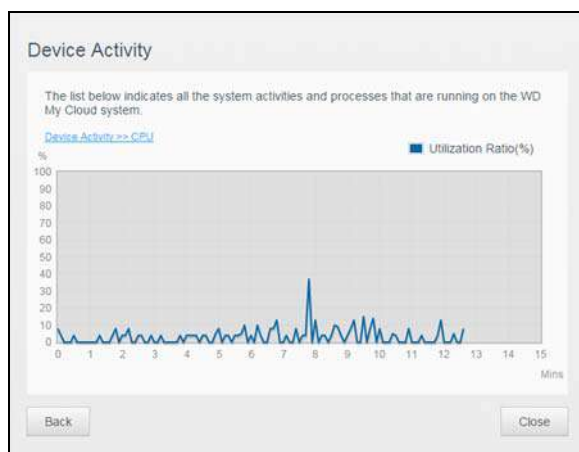 Device Activity
The list below indicates all the system activities and processes that are running on the WD
My Cloud system.
Device Activity >> CPU
%
Utilization Ratio(%)
100
90
80
70
60
50
40
30
20
10
0
0 1 2 3 4 5 6 7 8 9 10 11 12 13 14 15
Mins
Back
Close